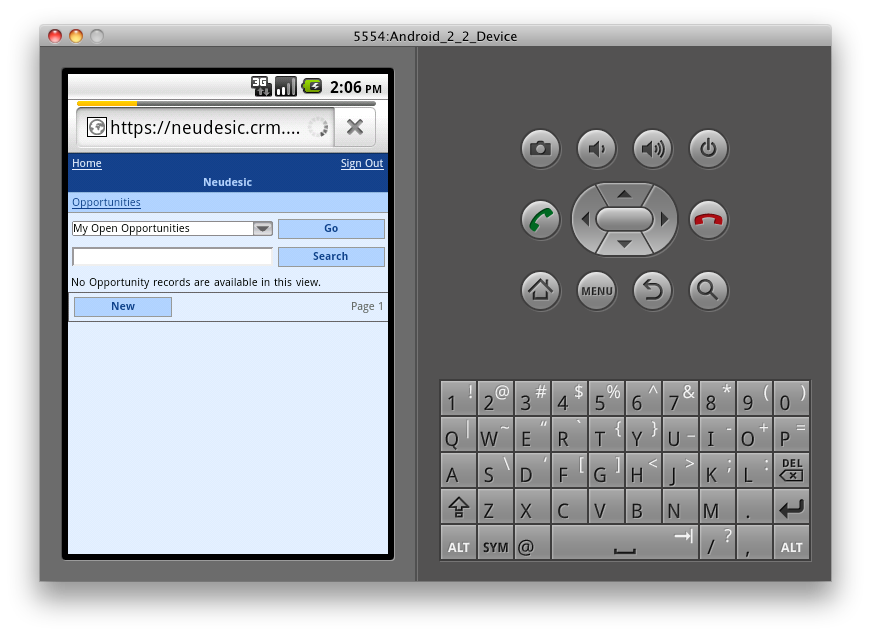 5554:Android_2_2_Device
3G 2:06 PM
https://neudesic.crm....
Home Sign Out
Neudesic
Opportunities
My Open Opportunities Go
Search
No Opportunity records are available in this view.
New Page 1
MENU
1 ! 2 @ 3 # 4 $ 5 % 6 ^ 7 & 8 * 9 ( 0 )
Q | W ~ E “ R ` T { Y } U _ I - O + P =
A S \ D ‘ F [ G ] H < J > K ; L : DEL
Z X C V B N M .
ALT SYM @ / ? , ALT